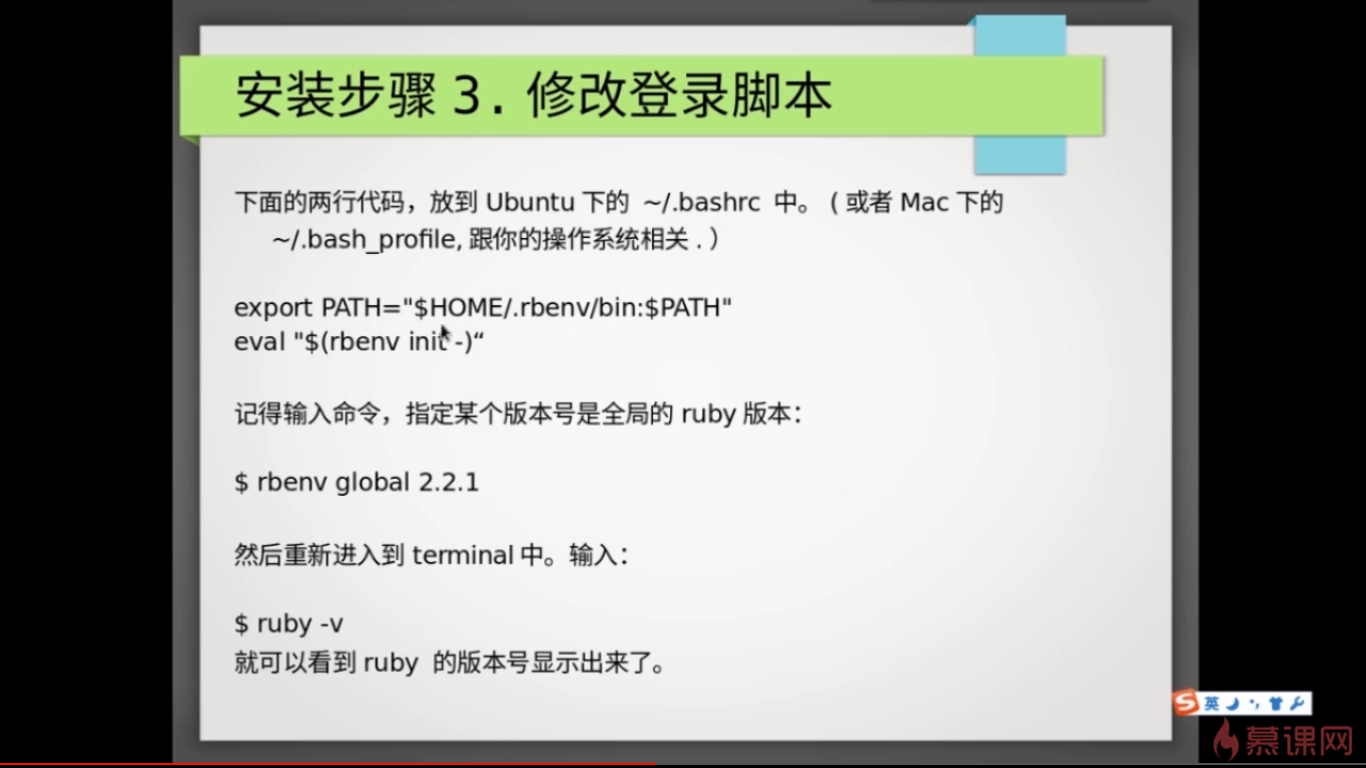 安装步骤 3. 修改登录脚本
下面的两行代码，放到 Ubuntu 下的 ~/.bashrc 中。 ( 或者 Mac 下的
~/.bash_profile, 跟你的操作系统相关 . ）
export PATH="$HOME/.rbenv/bin:$PATH"
eval "$(rbenv init -)“
记得输入命令，指定某个版本号是全局的 ruby 版本：
$ rbenv global 2.2.1
然后重新进入到 terminal 中。输入：
$ ruby -v
就可以看到 ruby 的版本号显示出来了。
英
慕课网